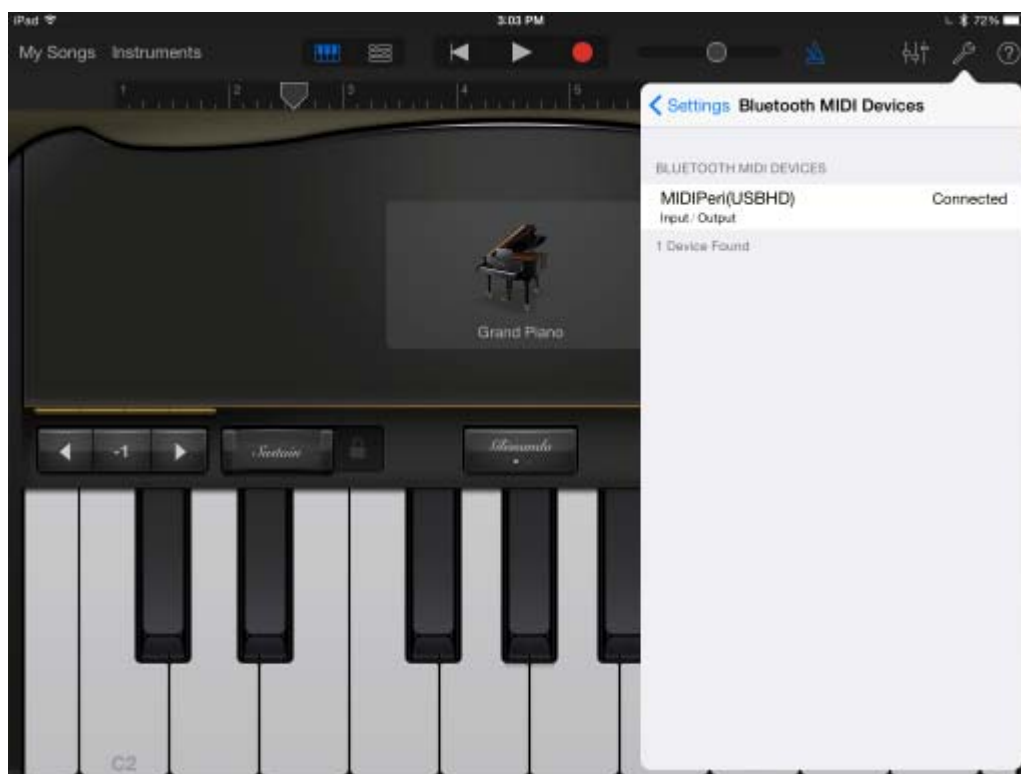 iPad 3:03 PM 72%
My Songs Instruments ?
1 2 3 4 5
Settings Bluetooth MIDI Devices
BLUETOOTH MIDI DEVICES
MIDIPeri(USBHD) Connected
Input / Output
1 Device Found
Grand Piano
-1 Sustain
C2